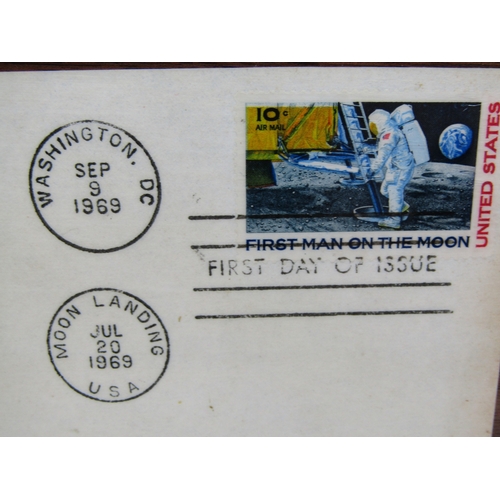 WASHINGTON, DC
SEP
9
1969
10c
AIR MAIL
UNITED STATES
FIRST MAN ON THE MOON
FIRST DAY OF ISSUE
MOON LANDING
JUL
20
1969
USA